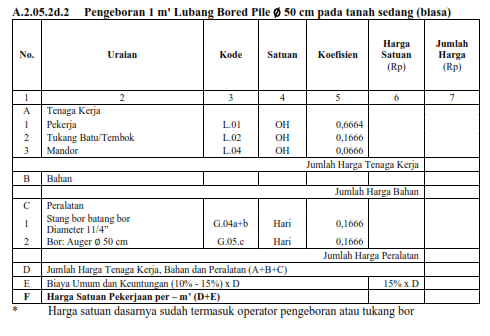 A.2.05.2d.2 Pengeboran 1 m' Lubang Bored Pile Ø 50 cm pada tanah sedang (biasa)
No. Uraian Kode Satuan Koefisien Harga Satuan (Rp) Jumlah Harga (Rp)
1 2 3 4 5 6 7
A Tenaga Kerja
1 Pekerja L.01 OH 0,6664
2 Tukang Batu/Tembok L.02 OH 0,1666
3 Mandor L.04 OH 0,0666
Jumlah Harga Tenaga Kerja
B Bahan
Jumlah Harga Bahan
C Peralatan
1 Stang bor batang bor Diameter 11/4” G.04a+b Hari 0,1666
2 Bor: Auger Ø 50 cm G.05.c Hari 0,1666
Jumlah Harga Peralatan
D Jumlah Harga Tenaga Kerja, Bahan dan Peralatan (A+B+C)
E Biaya Umum dan Keuntungan (10% - 15%) x D 15% x D
F Harga Satuan Pekerjaan per – m’ (D+E)
* Harga satuan dasarnya sudah termasuk operator pengeboran atau tukang bor